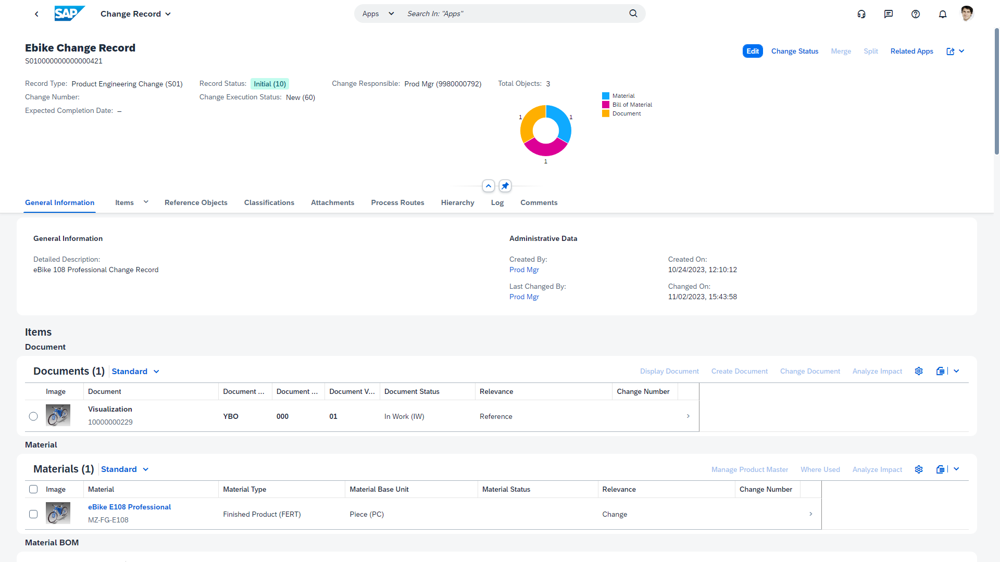 SAP
Change Record
Apps
Search In: "Apps"
Ebike Change Record
S010000000000000421
Edit
Change Status
Merge
Split
Related Apps
Record Type: Product Engineering Change (S01)
Change Number:
Expected Completion Date: –
Record Status: Initial (10)
Change Execution Status: New (60)
Change Responsible: Prod Mgr (9980000792)
Total Objects: 3
1
1
1
Material
Bill of Material
Document
General Information
Items
Reference Objects
Classifications
Attachments
Process Routes
Hierarchy
Log
Comments
General Information
Detailed Description:
eBike 108 Professional Change Record
Administrative Data
Created By:
Prod Mgr
Last Changed By:
Prod Mgr
Created On:
10/24/2023, 12:10:12
Changed On:
11/02/2023, 15:43:58
Items
Document
Documents (1)
Standard
Display Document
Create Document
Change Document
Analyze Impact
Image
Document
Document ...
Document ...
Document V...
Document Status
Relevance
Change Number
Visualization
10000000229
YBO
000
01
In Work (IW)
Reference
Material
Materials (1)
Standard
Manage Product Master
Where Used
Analyze Impact
Image
Material
Material Type
Material Base Unit
Material Status
Relevance
Change Number
eBike E108 Professional
MZ-FG-E108
Finished Product (FERT)
Piece (PC)
Change
Material BOM